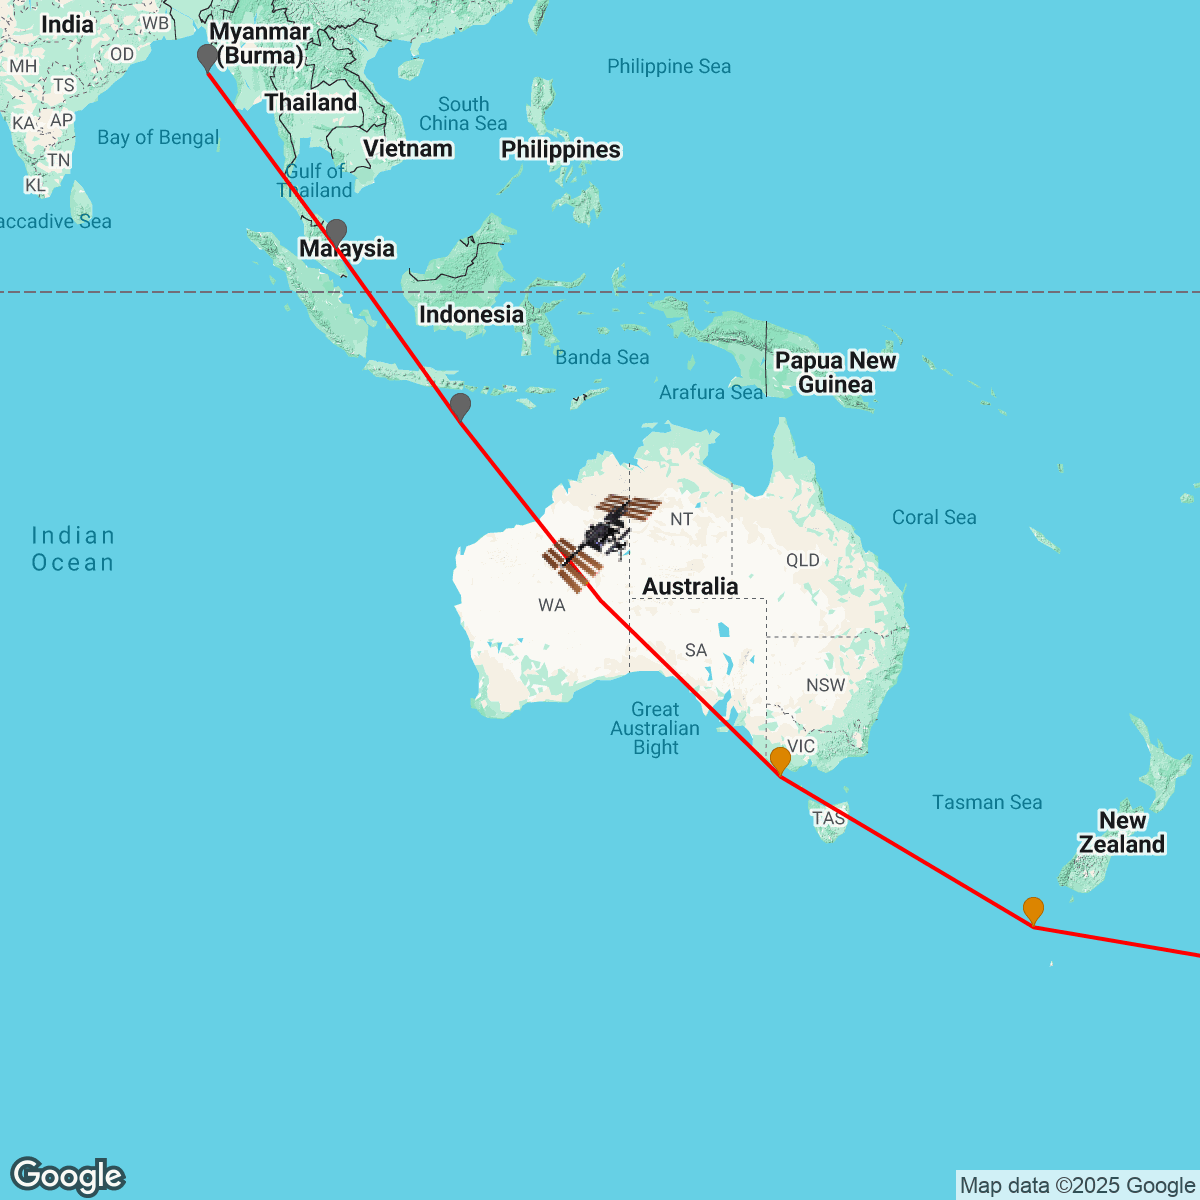 India
WB
Myanmar
(Burma)
MH
OD
TS
Thailand
KA
AP
Bay of Bengal
TN
KL
Philippine Sea
South
China Sea
Vietnam
Philippines
Gulf of
Thailand
accadive Sea
Malaysia
Indonesia
Banda Sea
Papua New
Guinea
Arafura Sea
Indian
Ocean
NT
Coral Sea
QLD
Australia
WA
SA
NSW
Great
Australian
Bight
VIC
Tasman Sea
TAS
New
Zealand
Google
Map data ©2025 Google